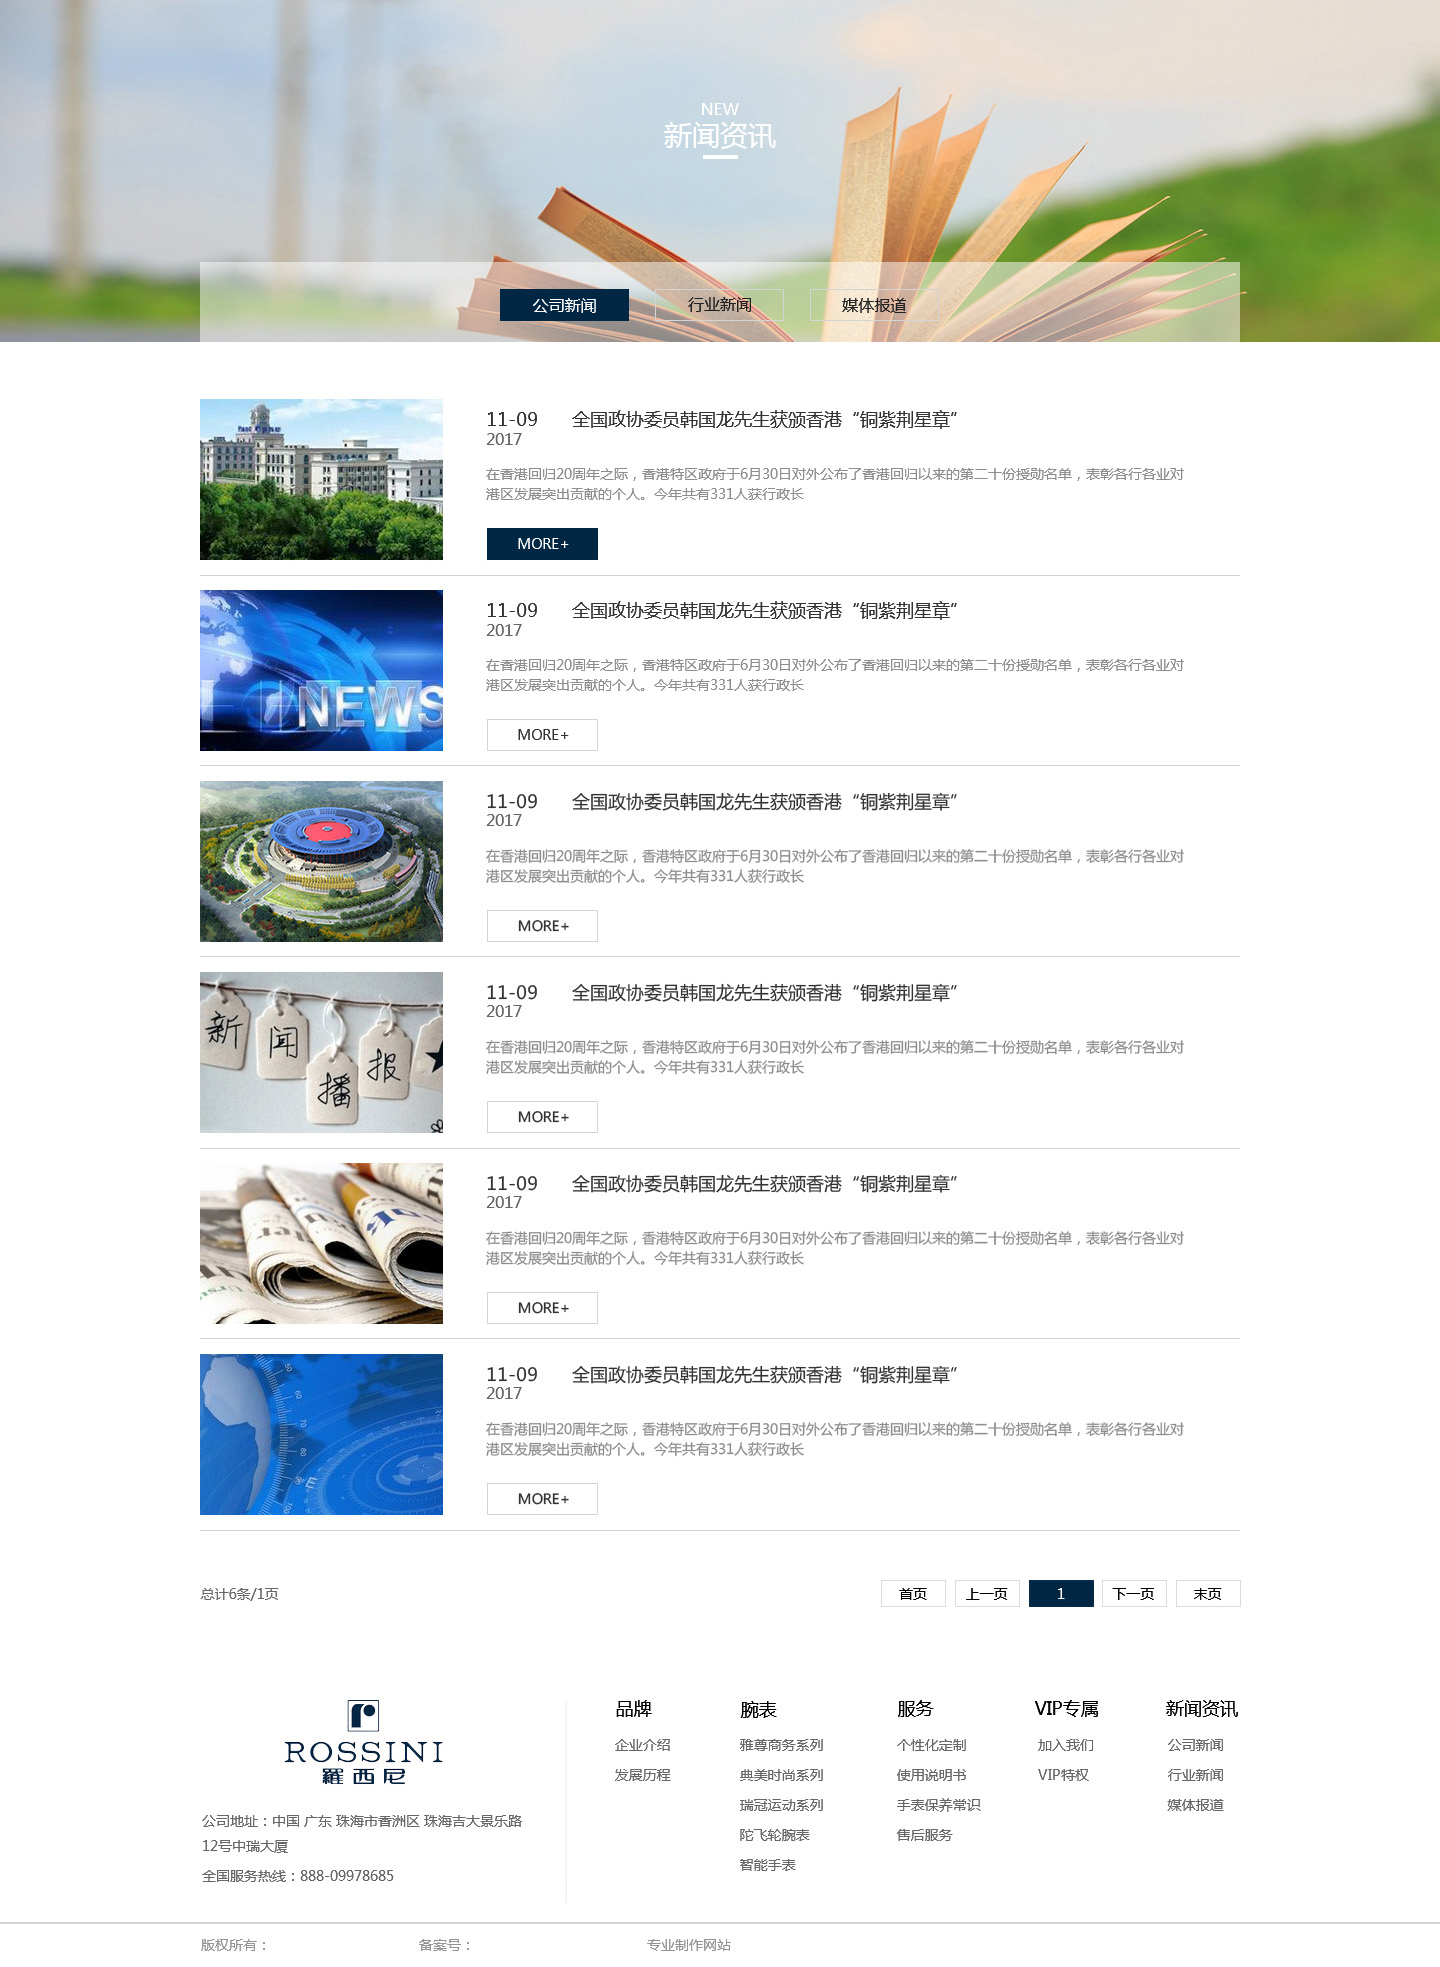 NEW
新闻资讯
公司新闻
行业新闻
媒体报道
11-09 全国政协委员韩国龙先生获颁香港“铜紫荆星章”
2017
在香港回归20周年之际，香港特区政府于6月30日对外公布了香港回归以来的第二十份授勋名单，表彰各行各业对
港区发展突出贡献的个人。今年共有331人获行政长
MORE+
11-09 全国政协委员韩国龙先生获颁香港“铜紫荆星章”
2017
在香港回归20周年之际，香港特区政府于6月30日对外公布了香港回归以来的第二十份授勋名单，表彰各行各业对
港区发展突出贡献的个人。今年共有331人获行政长
MORE+
NEWS
11-09 全国政协委员韩国龙先生获颁香港“铜紫荆星章”
2017
在香港回归20周年之际，香港特区政府于6月30日对外公布了香港回归以来的第二十份授勋名单，表彰各行各业对
港区发展突出贡献的个人。今年共有331人获行政长
MORE+
新
闻
播
报
11-09 全国政协委员韩国龙先生获颁香港“铜紫荆星章”
2017
在香港回归20周年之际，香港特区政府于6月30日对外公布了香港回归以来的第二十份授勋名单，表彰各行各业对
港区发展突出贡献的个人。今年共有331人获行政长
MORE+
11-09 全国政协委员韩国龙先生获颁香港“铜紫荆星章”
2017
在香港回归20周年之际，香港特区政府于6月30日对外公布了香港回归以来的第二十份授勋名单，表彰各行各业对
港区发展突出贡献的个人。今年共有331人获行政长
MORE+
50
60
70
80
90
100
E
11-09 全国政协委员韩国龙先生获颁香港“铜紫荆星章”
2017
在香港回归20周年之际，香港特区政府于6月30日对外公布了香港回归以来的第二十份授勋名单，表彰各行各业对
港区发展突出贡献的个人。今年共有331人获行政长
MORE+
总计6条/1页
首页
上一页
1
下一页
末页
r
ROSSINI
羅西尼
公司地址：中国 广东 珠海市香洲区 珠海吉大景乐路
12号中瑞大厦
全国服务热线：888-09978685
品牌
企业介绍
发展历程
腕表
雅尊商务系列
典美时尚系列
瑞冠运动系列
陀飞轮腕表
智能手表
服务
个性化定制
使用说明书
手表保养常识
售后服务
VIP专属
加入我们
VIP特权
新闻资讯
公司新闻
行业新闻
媒体报道
版权所有：
备案号：
专业制作网站